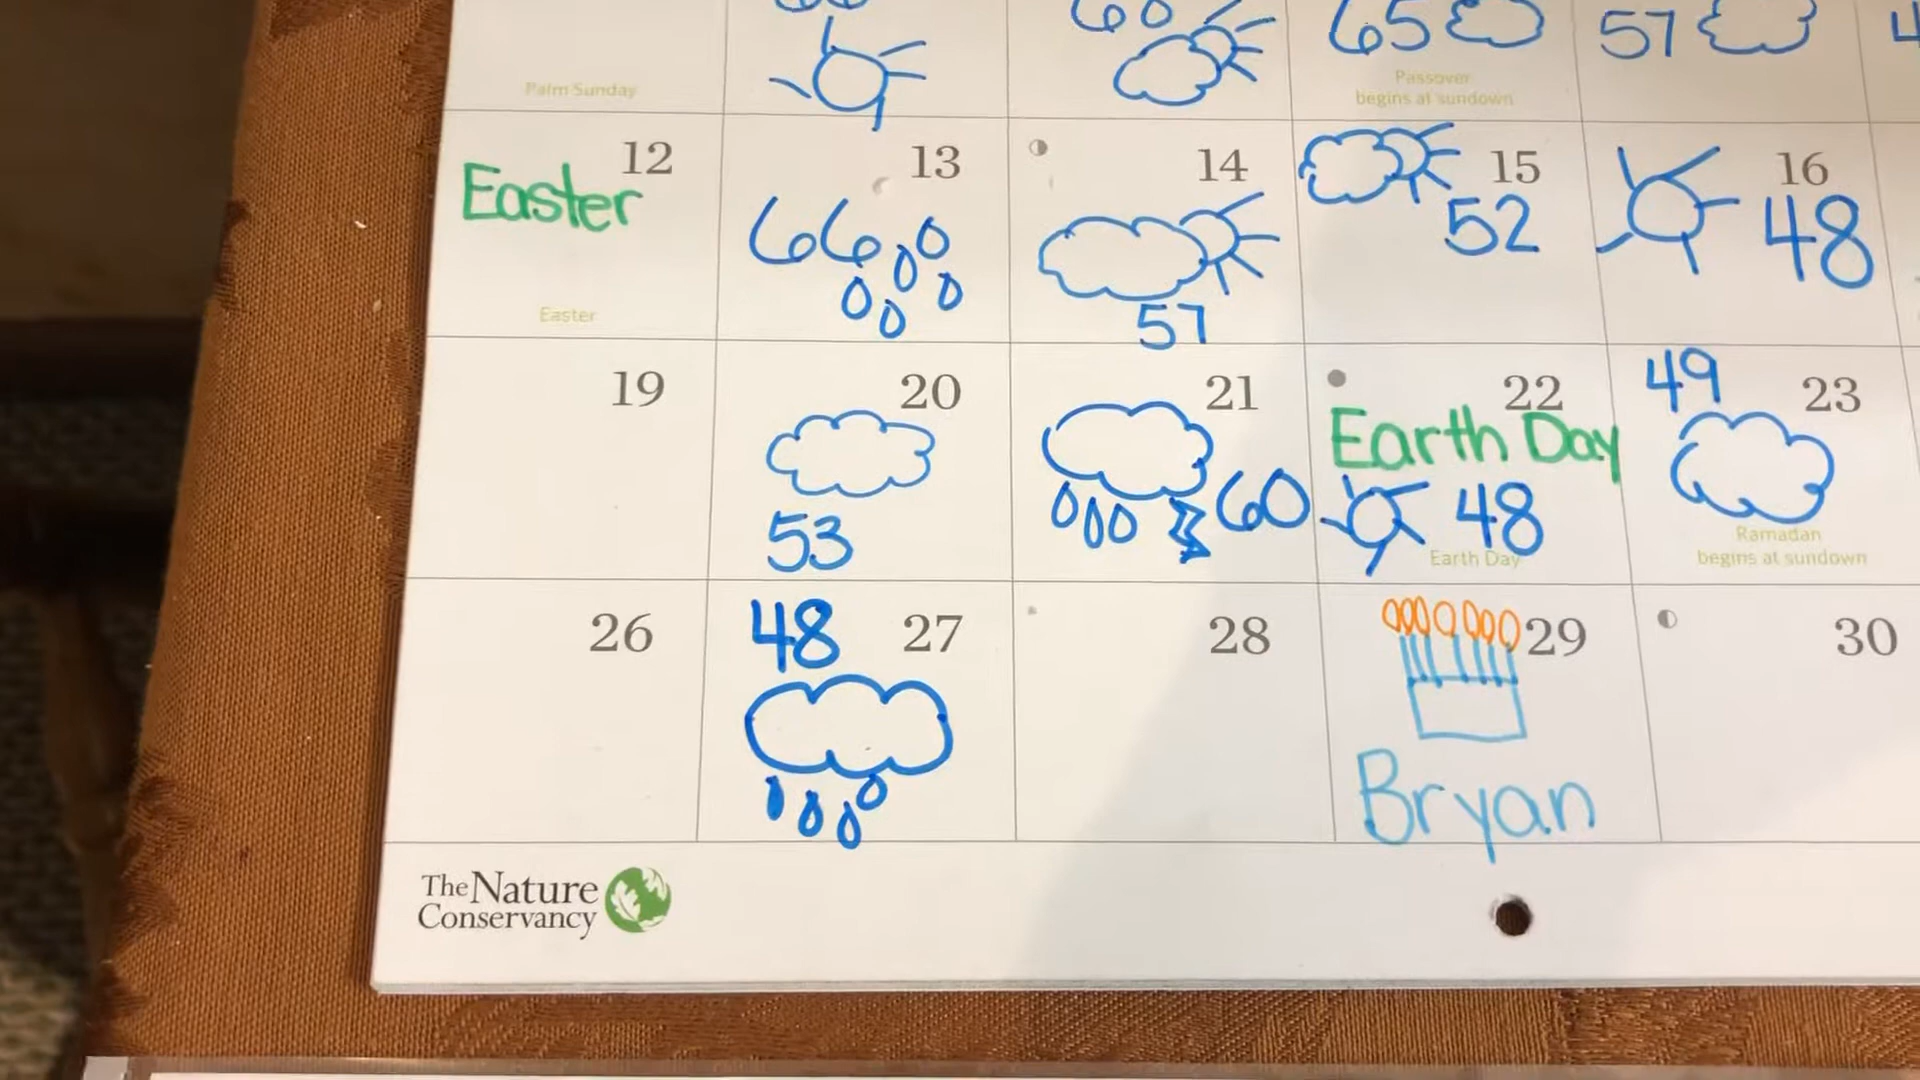 60
65
57
Palm Sunday
Passover
begins at sundown
12
Easter
Easter
13
66
14
57
15
52
16
48
19
20
53
21
60
22
Earth Day
48
Earth Day
49
23
Ramadan
begins at sundown
26
48
27
28
29
Bryan
30
The Nature
Conservancy